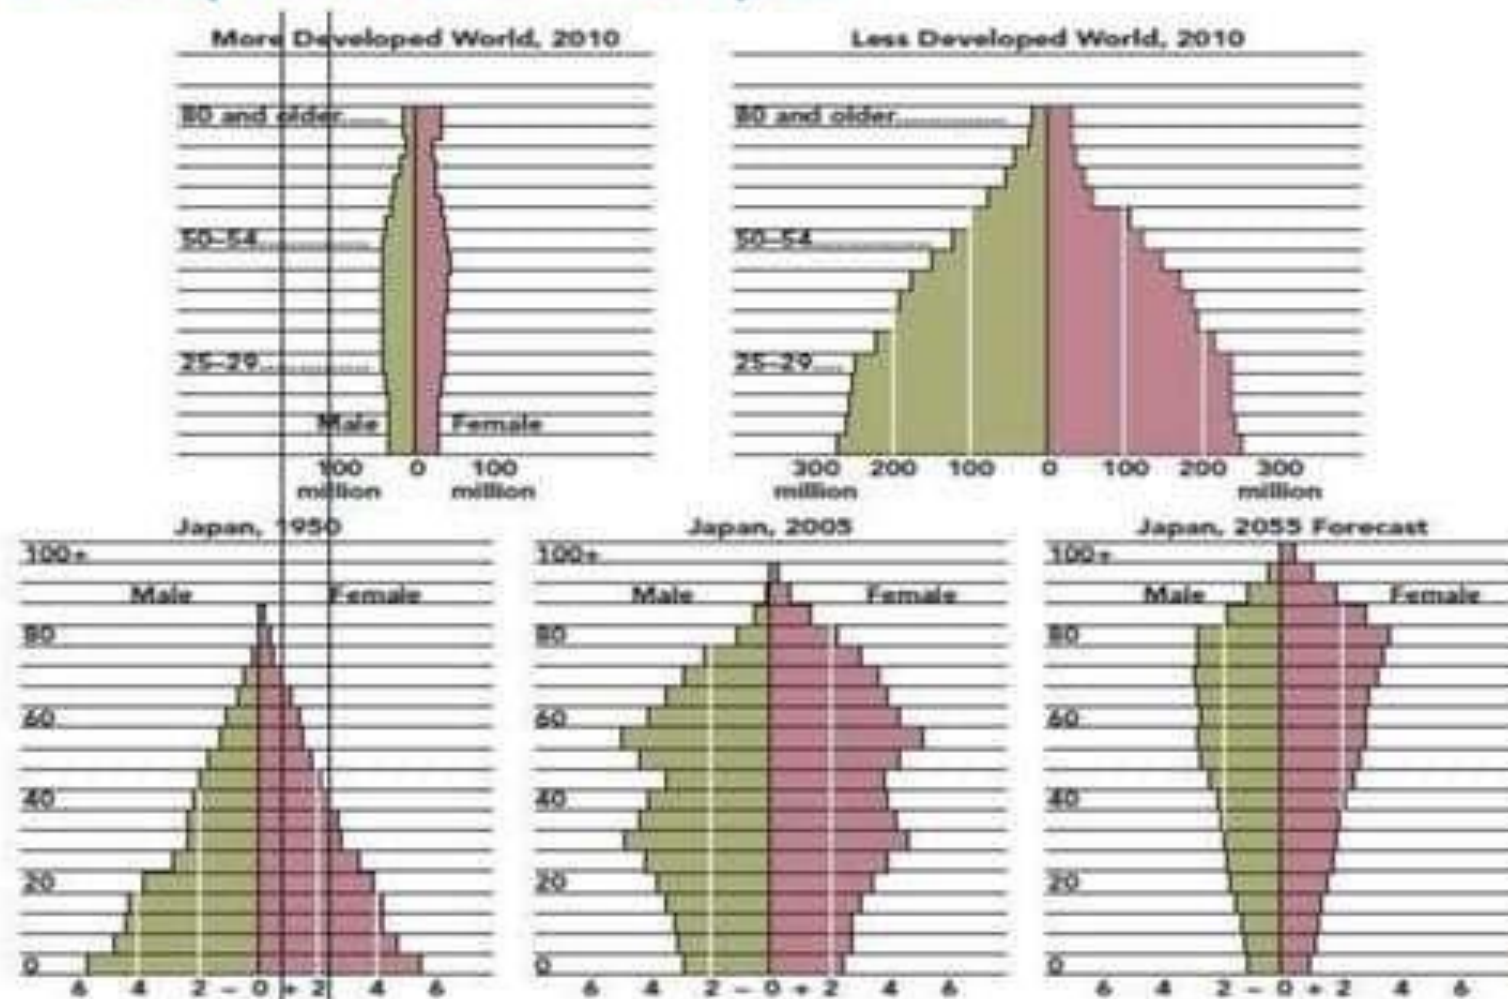 More Developed World, 2010
80 and older
50–54
25–29
Male Female
100 0 100
million million
Less Developed World, 2010
80 and older
50–54
25–29
300 200 100 0 100 200 300
million million
Japan, 1950
100+
Male Female
80
60
40
20
0
6 4 2 – 0 + 2 4 6
Japan, 2005
100+
Male Female
80
60
40
20
0
6 4 2 – 0 + 2 4 6
Japan, 2055 Forecast
100+
Male Female
80
60
40
20
0
6 4 2 – 0 + 2 4 6